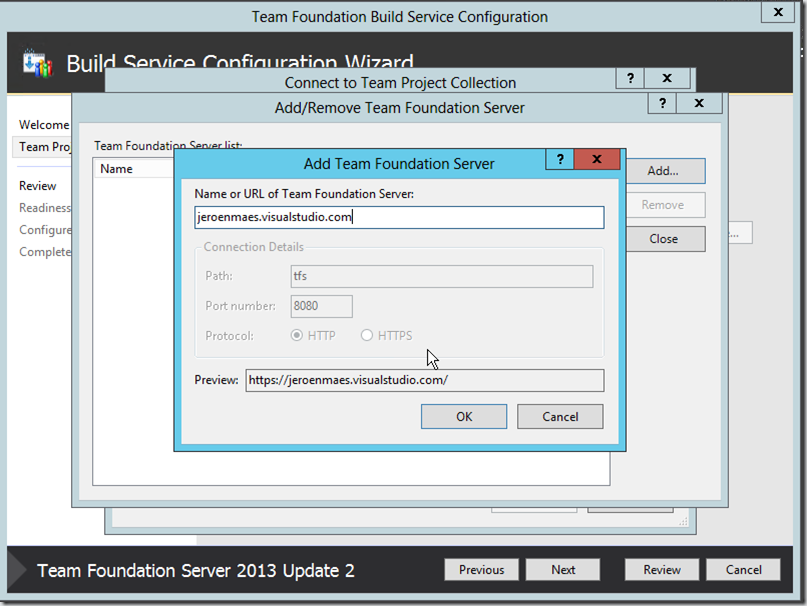 Team Foundation Build Service Configuration
X
Build Service Configuration Wizard
Connect to Team Project Collection
? X
Add/Remove Team Foundation Server
? X
Welcome
Team Proj
Review
Readiness
Configure
Complete
Team Foundation Server list:
Name
Add...
Remove
Close
...
Add Team Foundation Server
? X
Name or URL of Team Foundation Server:
jeroenmaes.visualstudio.com
Connection Details
Path: tfs
Port number: 8080
Protocol: HTTP HTTPS
Preview: https://jeroenmaes.visualstudio.com/
OK Cancel
Team Foundation Server 2013 Update 2
Previous Next Review Cancel